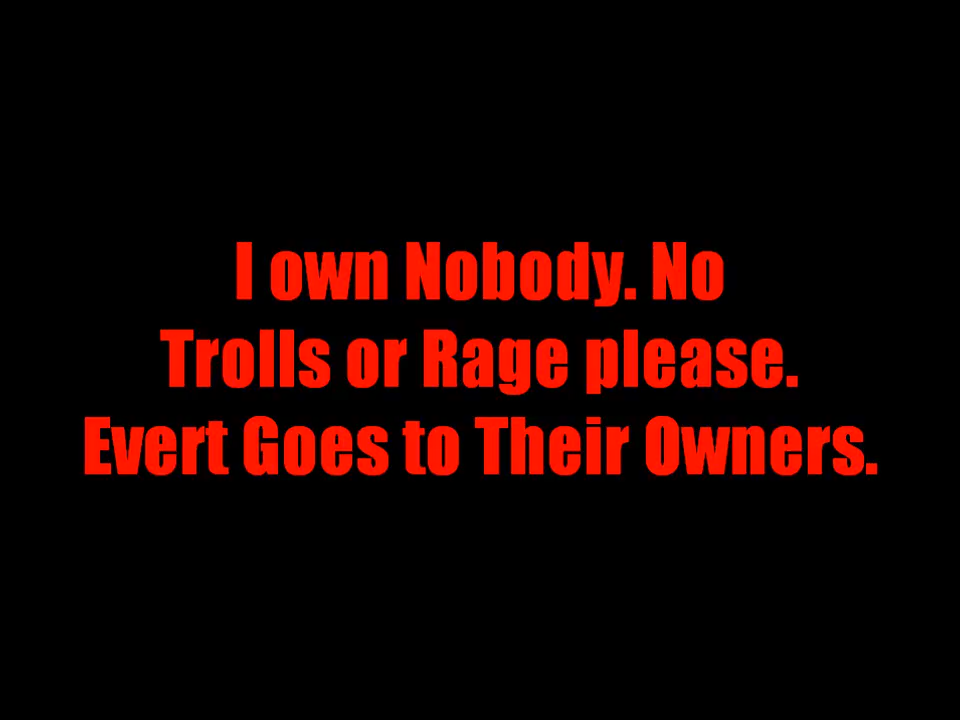 I own Nobody. No
Trolls or Rage please.
Evert Goes to Their Owners.